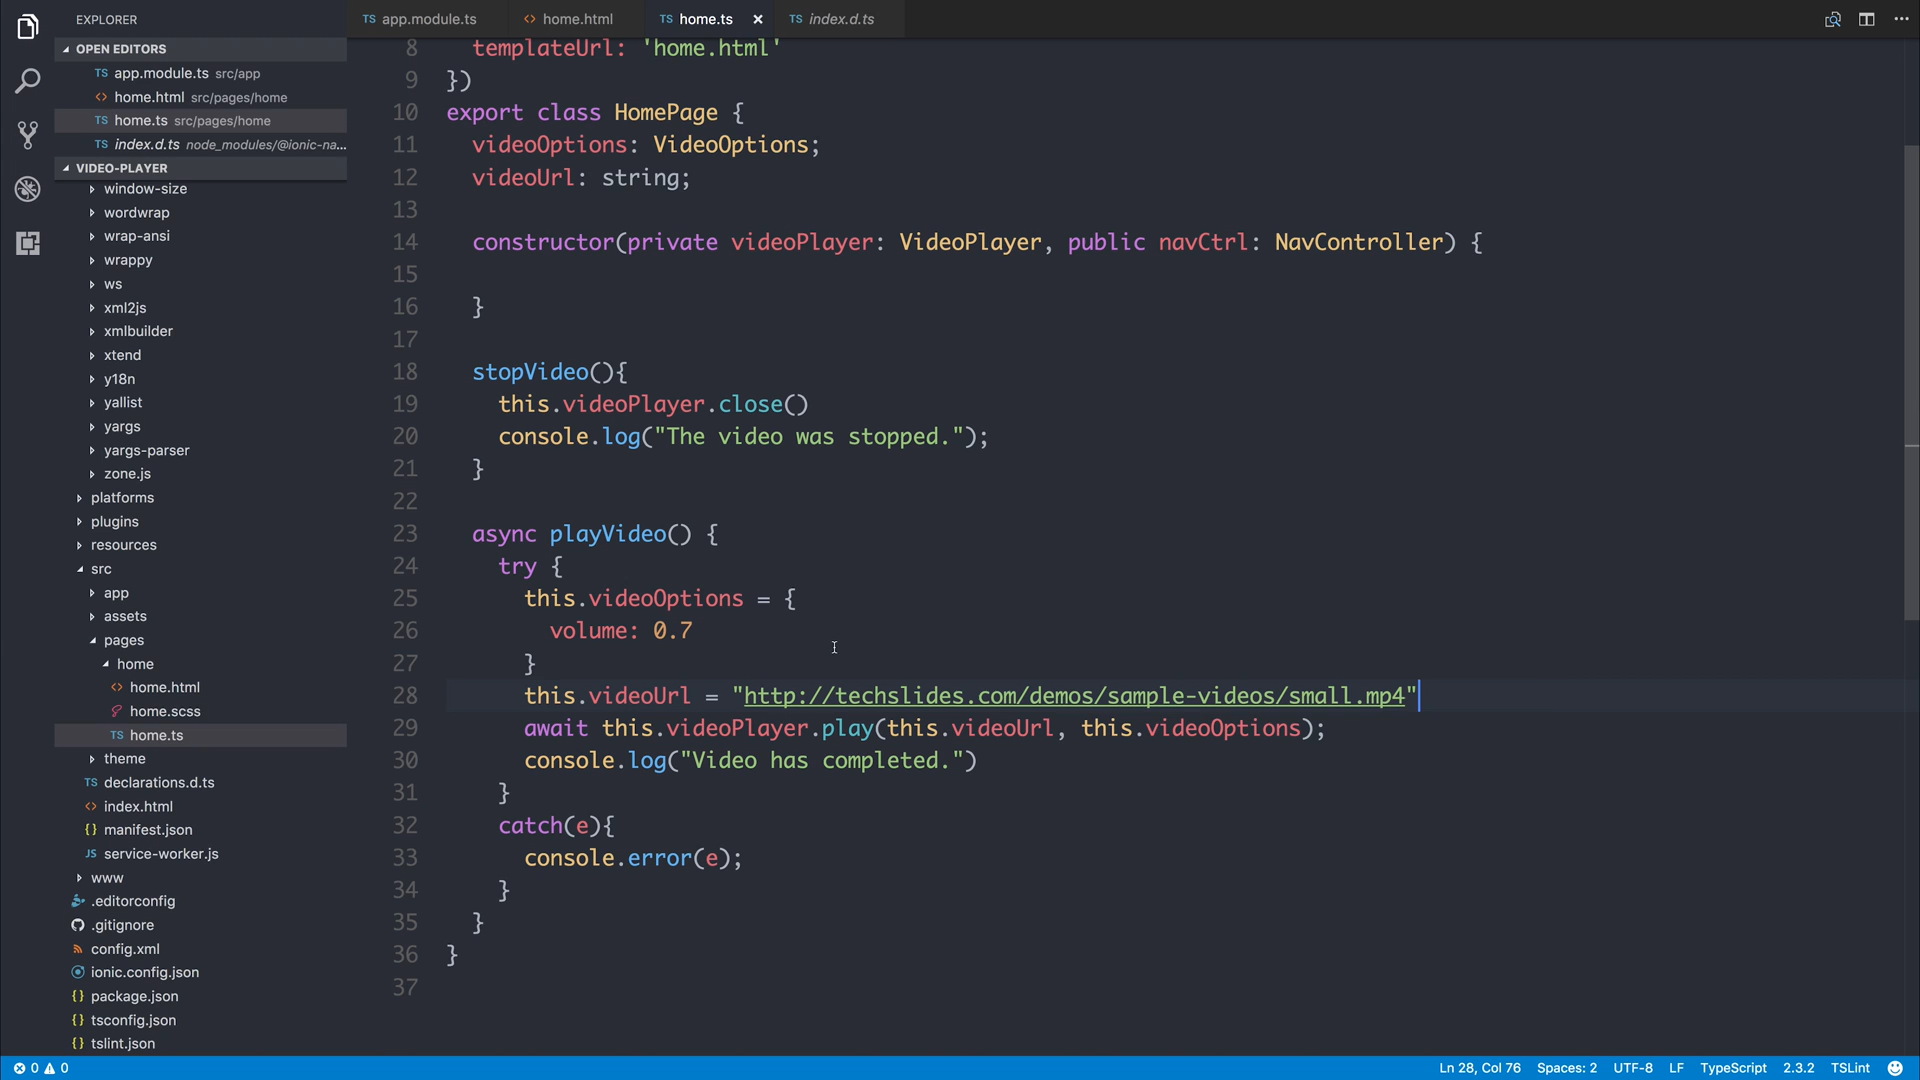 EXPLORER
OPEN EDITORS
TS app.module.ts src/app
<> home.html src/pages/home
TS home.ts src/pages/home
TS index.d.ts node_modules/@ionic-na...
VIDEO-PLAYER
window-size
wordwrap
wrap-ansi
wrappy
ws
xml2js
xmlbuilder
xtend
y18n
yallist
yargs
yargs-parser
zone.js
platforms
plugins
resources
src
app
assets
pages
home
<> home.html
home.scss
TS home.ts
theme
TS declarations.d.ts
<> index.html
{} manifest.json
JS service-worker.js
www
.editorconfig
.gitignore
config.xml
ionic.config.json
{} package.json
{} tsconfig.json
{} tslint.json
TS app.module.ts <> home.html TS home.ts × TS index.d.ts
8 templateUrl: 'home.html'
9 })
10 export class HomePage {
11 videoOptions: VideoOptions;
12 videoUrl: string;
13
14 constructor(private videoPlayer: VideoPlayer, public navCtrl: NavController) {
15
16 }
17
18 stopVideo(){
19 this.videoPlayer.close()
20 console.log("The video was stopped.");
21 }
22
23 async playVideo() {
24 try {
25 this.videoOptions = {
26 volume: 0.7
27 }
28 this.videoUrl = "http://techslides.com/demos/sample-videos/small.mp4"
29 await this.videoPlayer.play(this.videoUrl, this.videoOptions);
30 console.log("Video has completed.")
31 }
32 catch(e){
33 console.error(e);
34 }
35 }
36 }
37
0 0 Ln 28, Col 76 Spaces: 2 UTF-8 LF TypeScript 2.3.2 TSLint